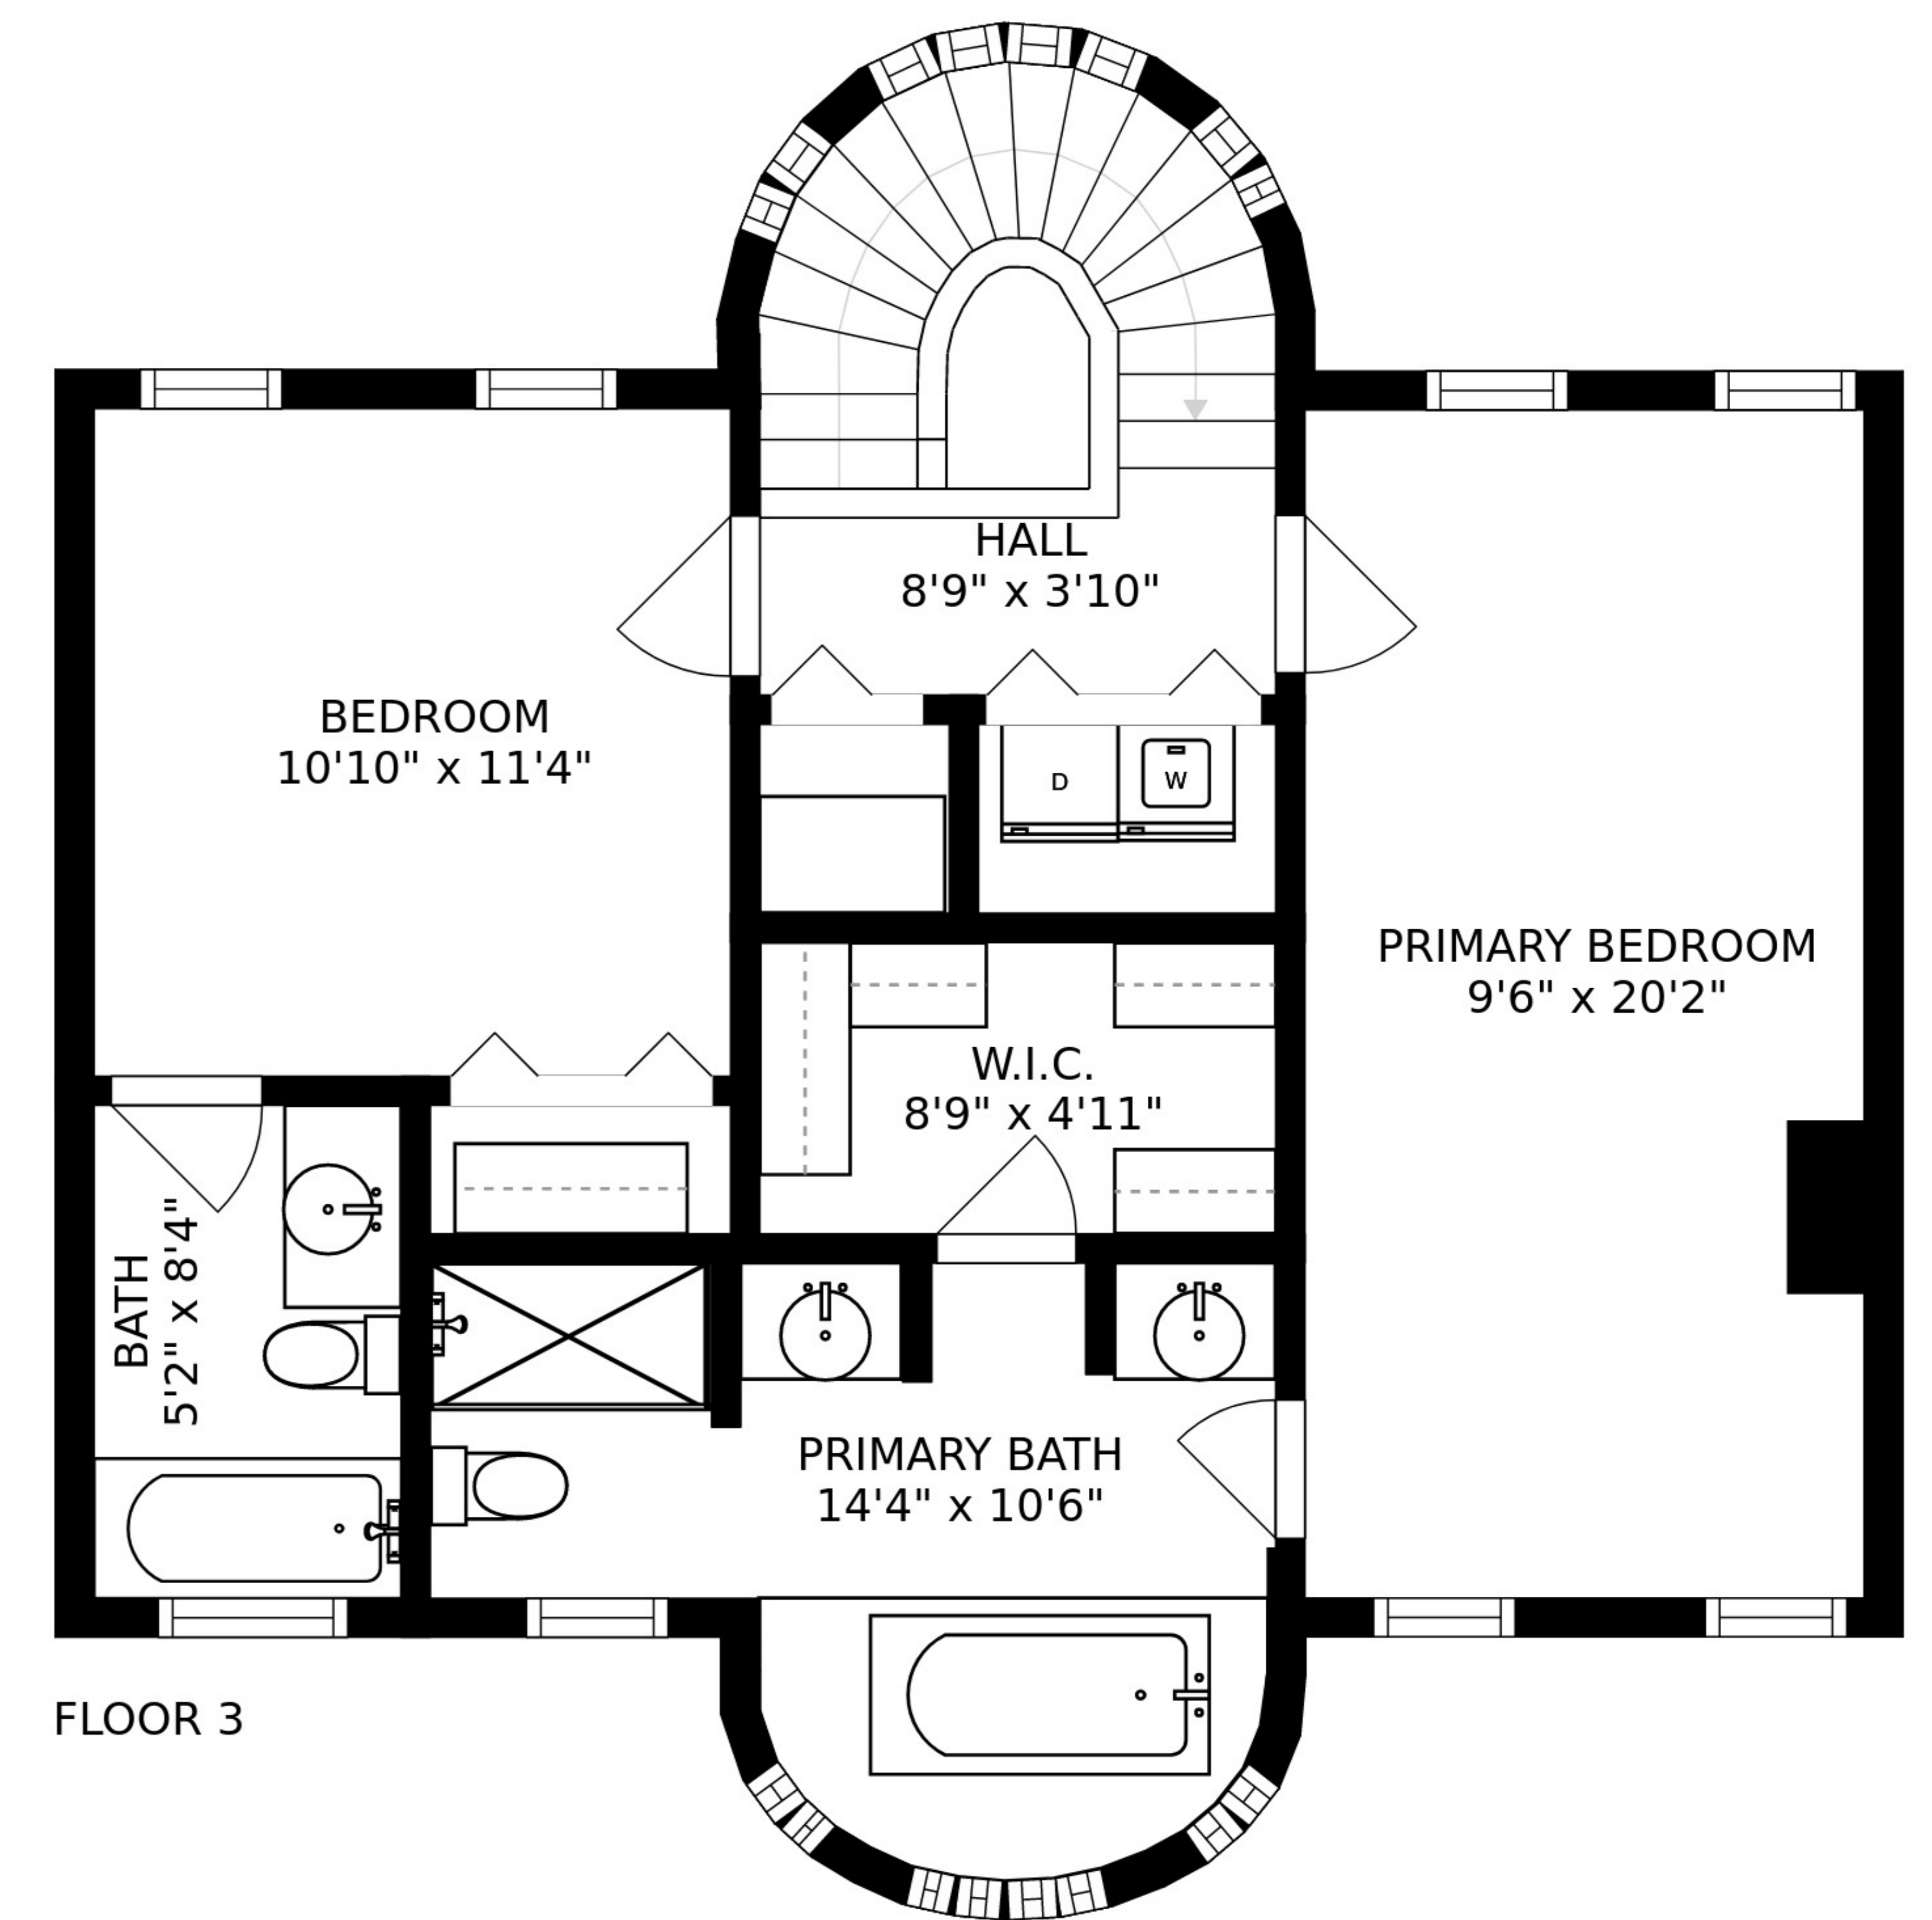 HALL
8'9" x 3'10"
BEDROOM
10'10" x 11'4"
D
W
PRIMARY BEDROOM
9'6" x 20'2"
W.I.C.
8'9" x 4'11"
BATH
5'2" x 8'4"
PRIMARY BATH
14'4" x 10'6"
FLOOR 3